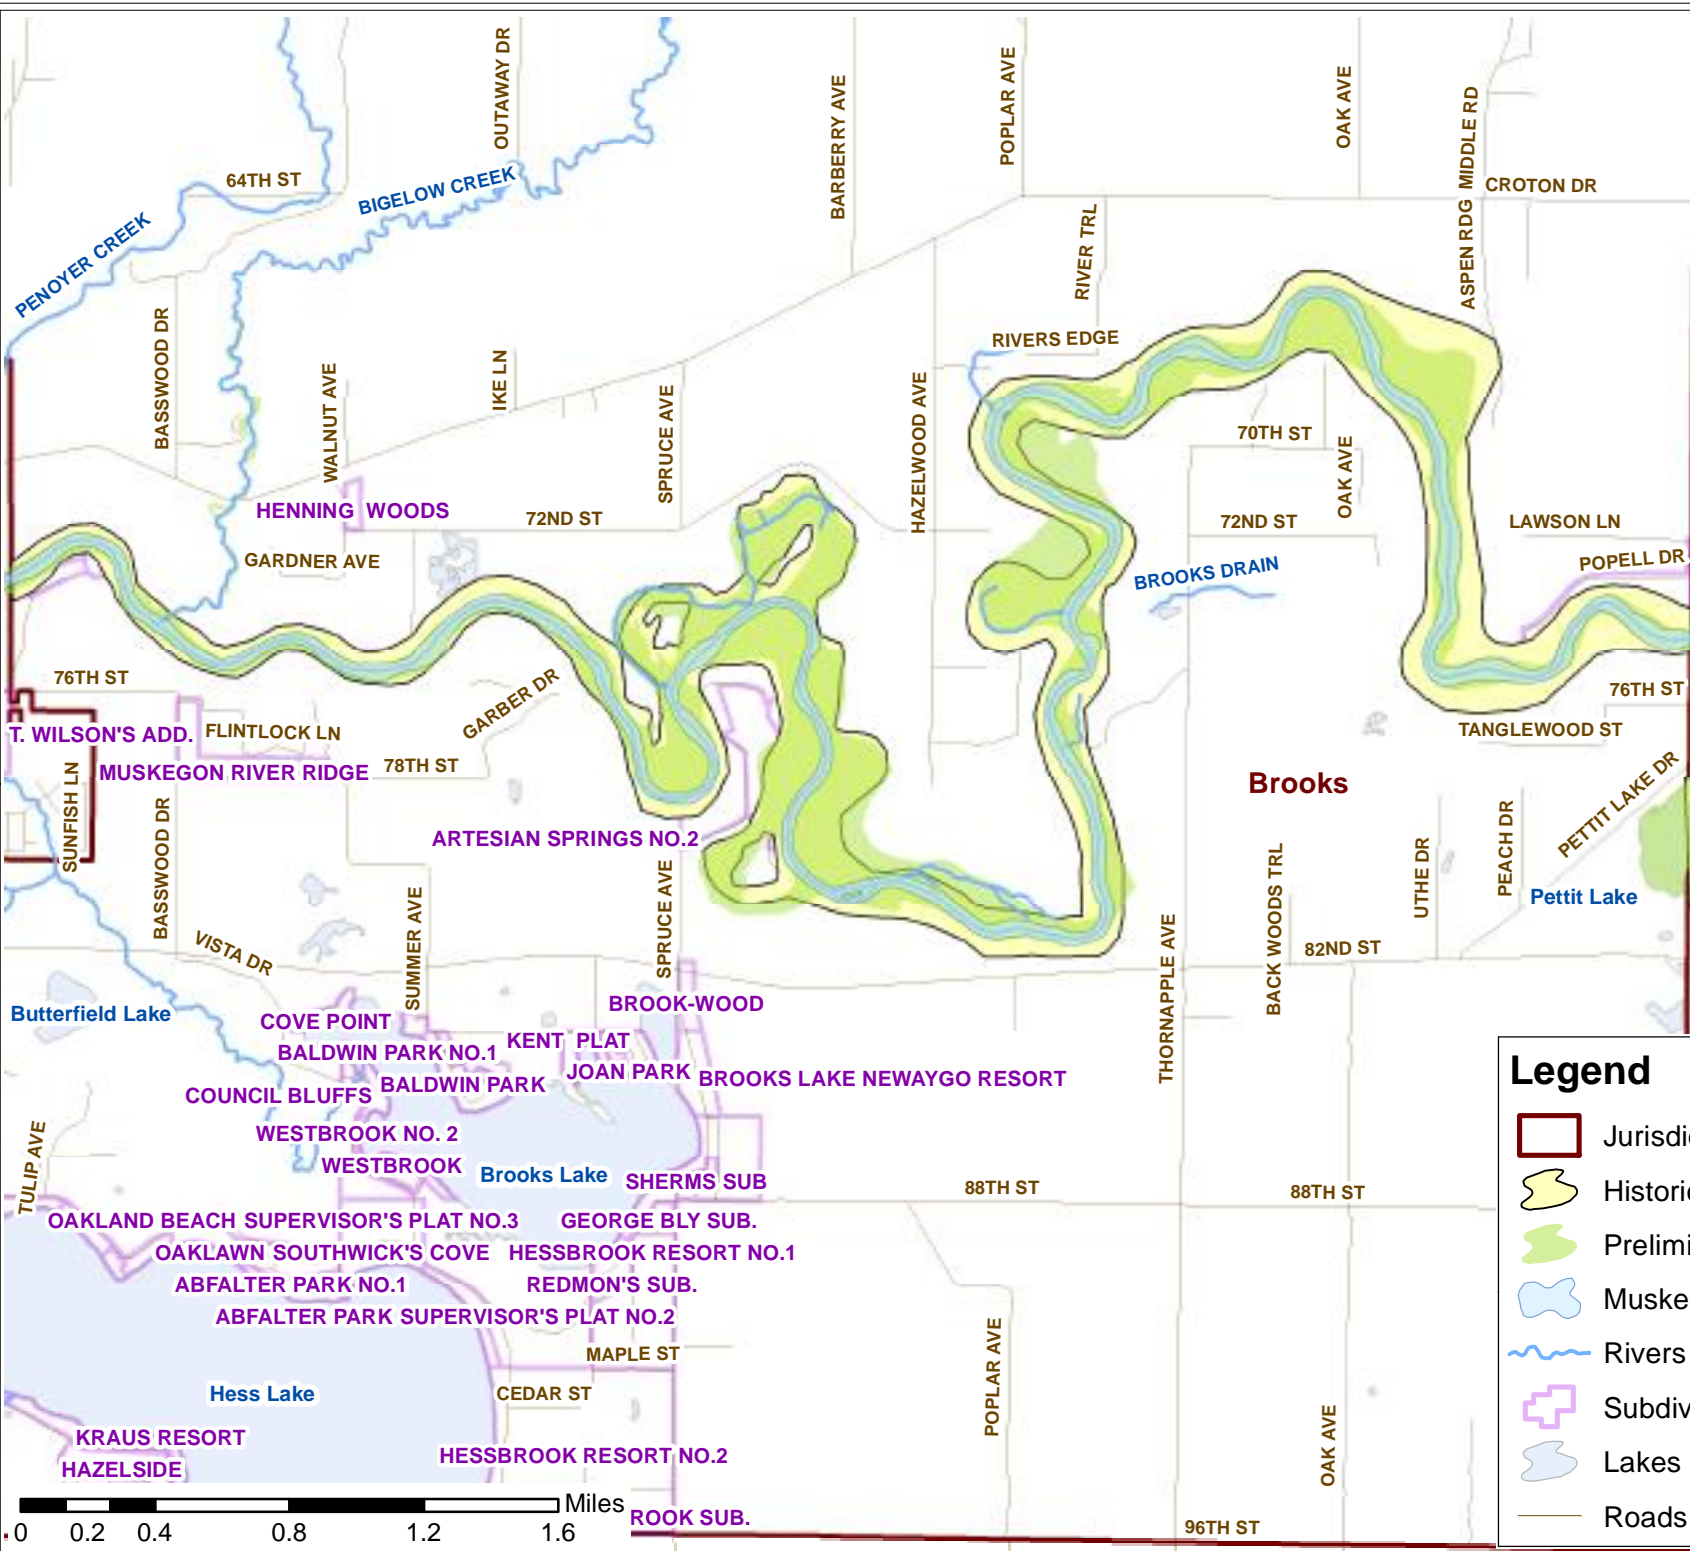 OUTAWAY DR
BARBERRY AVE
POPLAR AVE
OAK AVE
MIDDLE RD
ASPEN RDG
CROTON DR
64TH ST
BIGELOW CREEK
PENOYER CREEK
RIVER TRL
RIVERS EDGE
BASSWOOD DR
WALNUT AVE
IKE LN
SPRUCE AVE
HAZELWOOD AVE
70TH ST
OAK AVE
HENNING WOODS
72ND ST
72ND ST
LAWSON LN
GARDNER AVE
POPELL DR
BROOKS DRAIN
76TH ST
GARBER DR
76TH ST
T. WILSON'S ADD.
FLINTLOCK LN
TANGLEWOOD ST
MUSKEGON RIVER RIDGE
78TH ST
Brooks
SUNFISH LN
BASSWOOD DR
PETTIT LAKE DR
ARTESIAN SPRINGS NO.2
UTHE DR
PEACH DR
Pettit Lake
SUMMER AVE
SPRUCE AVE
THORNAPPLE AVE
BACK WOODS TRL
82ND ST
VISTA DR
Butterfield Lake
BROOK-WOOD
COVE POINT
KENT PLAT
BALDWIN PARK NO.1
JOAN PARK
BROOKS LAKE NEWAYGO RESORT
BALDWIN PARK
COUNCIL BLUFFS
WESTBROOK NO. 2
WESTBROOK
Brooks Lake
SHERMS SUB
TULIP AVE
88TH ST
88TH ST
OAKLAND BEACH SUPERVISOR'S PLAT NO.3
GEORGE BLY SUB.
OAKLAWN SOUTHWICK'S COVE
HESSBROOK RESORT NO.1
ABFALTER PARK NO.1
REDMON'S SUB.
ABFALTER PARK SUPERVISOR'S PLAT NO.2
MAPLE ST
POPLAR AVE
OAK AVE
Hess Lake
CEDAR ST
KRAUS RESORT
HESSBROOK RESORT NO.2
HAZELSIDE
ROOK SUB.
96TH ST
Miles
0 0.2 0.4 0.8 1.2 1.6
Legend
Jurisdi
Historic
Prelimi
Muske
Rivers
Subdiv
Lakes
Roads